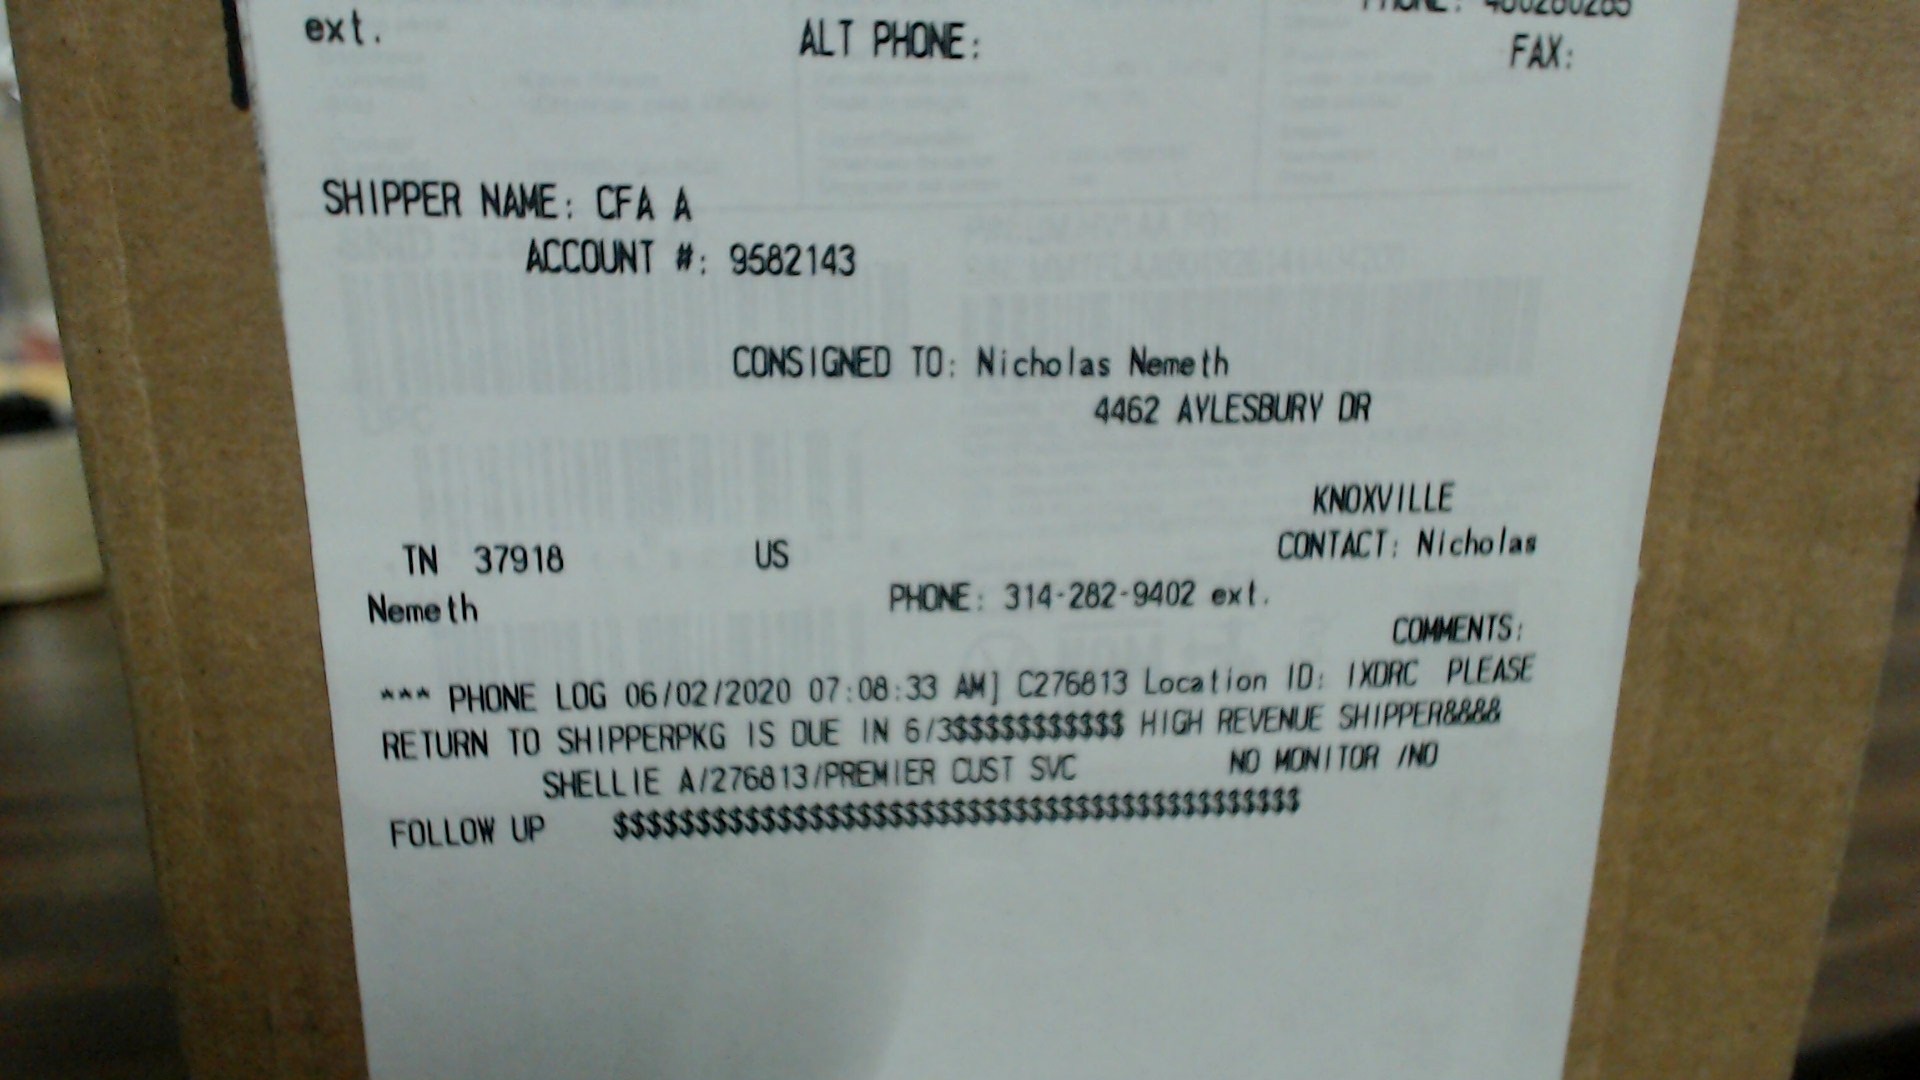 ext.
ALT PHONE:
PHONE: 480280285
FAX:
SHIPPER NAME: CFA A
ACCOUNT #: 9582143
CONSIGNED TO: Nicholas Nemeth
4462 AYLESBURY DR
KNOXVILLE
TN 37918 US CONTACT: Nicholas
Nemeth PHONE: 314-282-9402 ext.
COMMENTS:
*** PHONE LOG 06/02/2020 07:08:33 AM] C276813 Location ID: IXDRC PLEASE
RETURN TO SHIPPERPKG IS DUE IN 6/3$$$$$$$$$$$ HIGH REVENUE SHIPPER&&&&
SHELLIE A/276813/PREMIER CUST SVC NO MONITOR /NO
FOLLOW UP $$$$$$$$$$$$$$$$$$$$$$$$$$$$$$$$$$$$$$$$$$